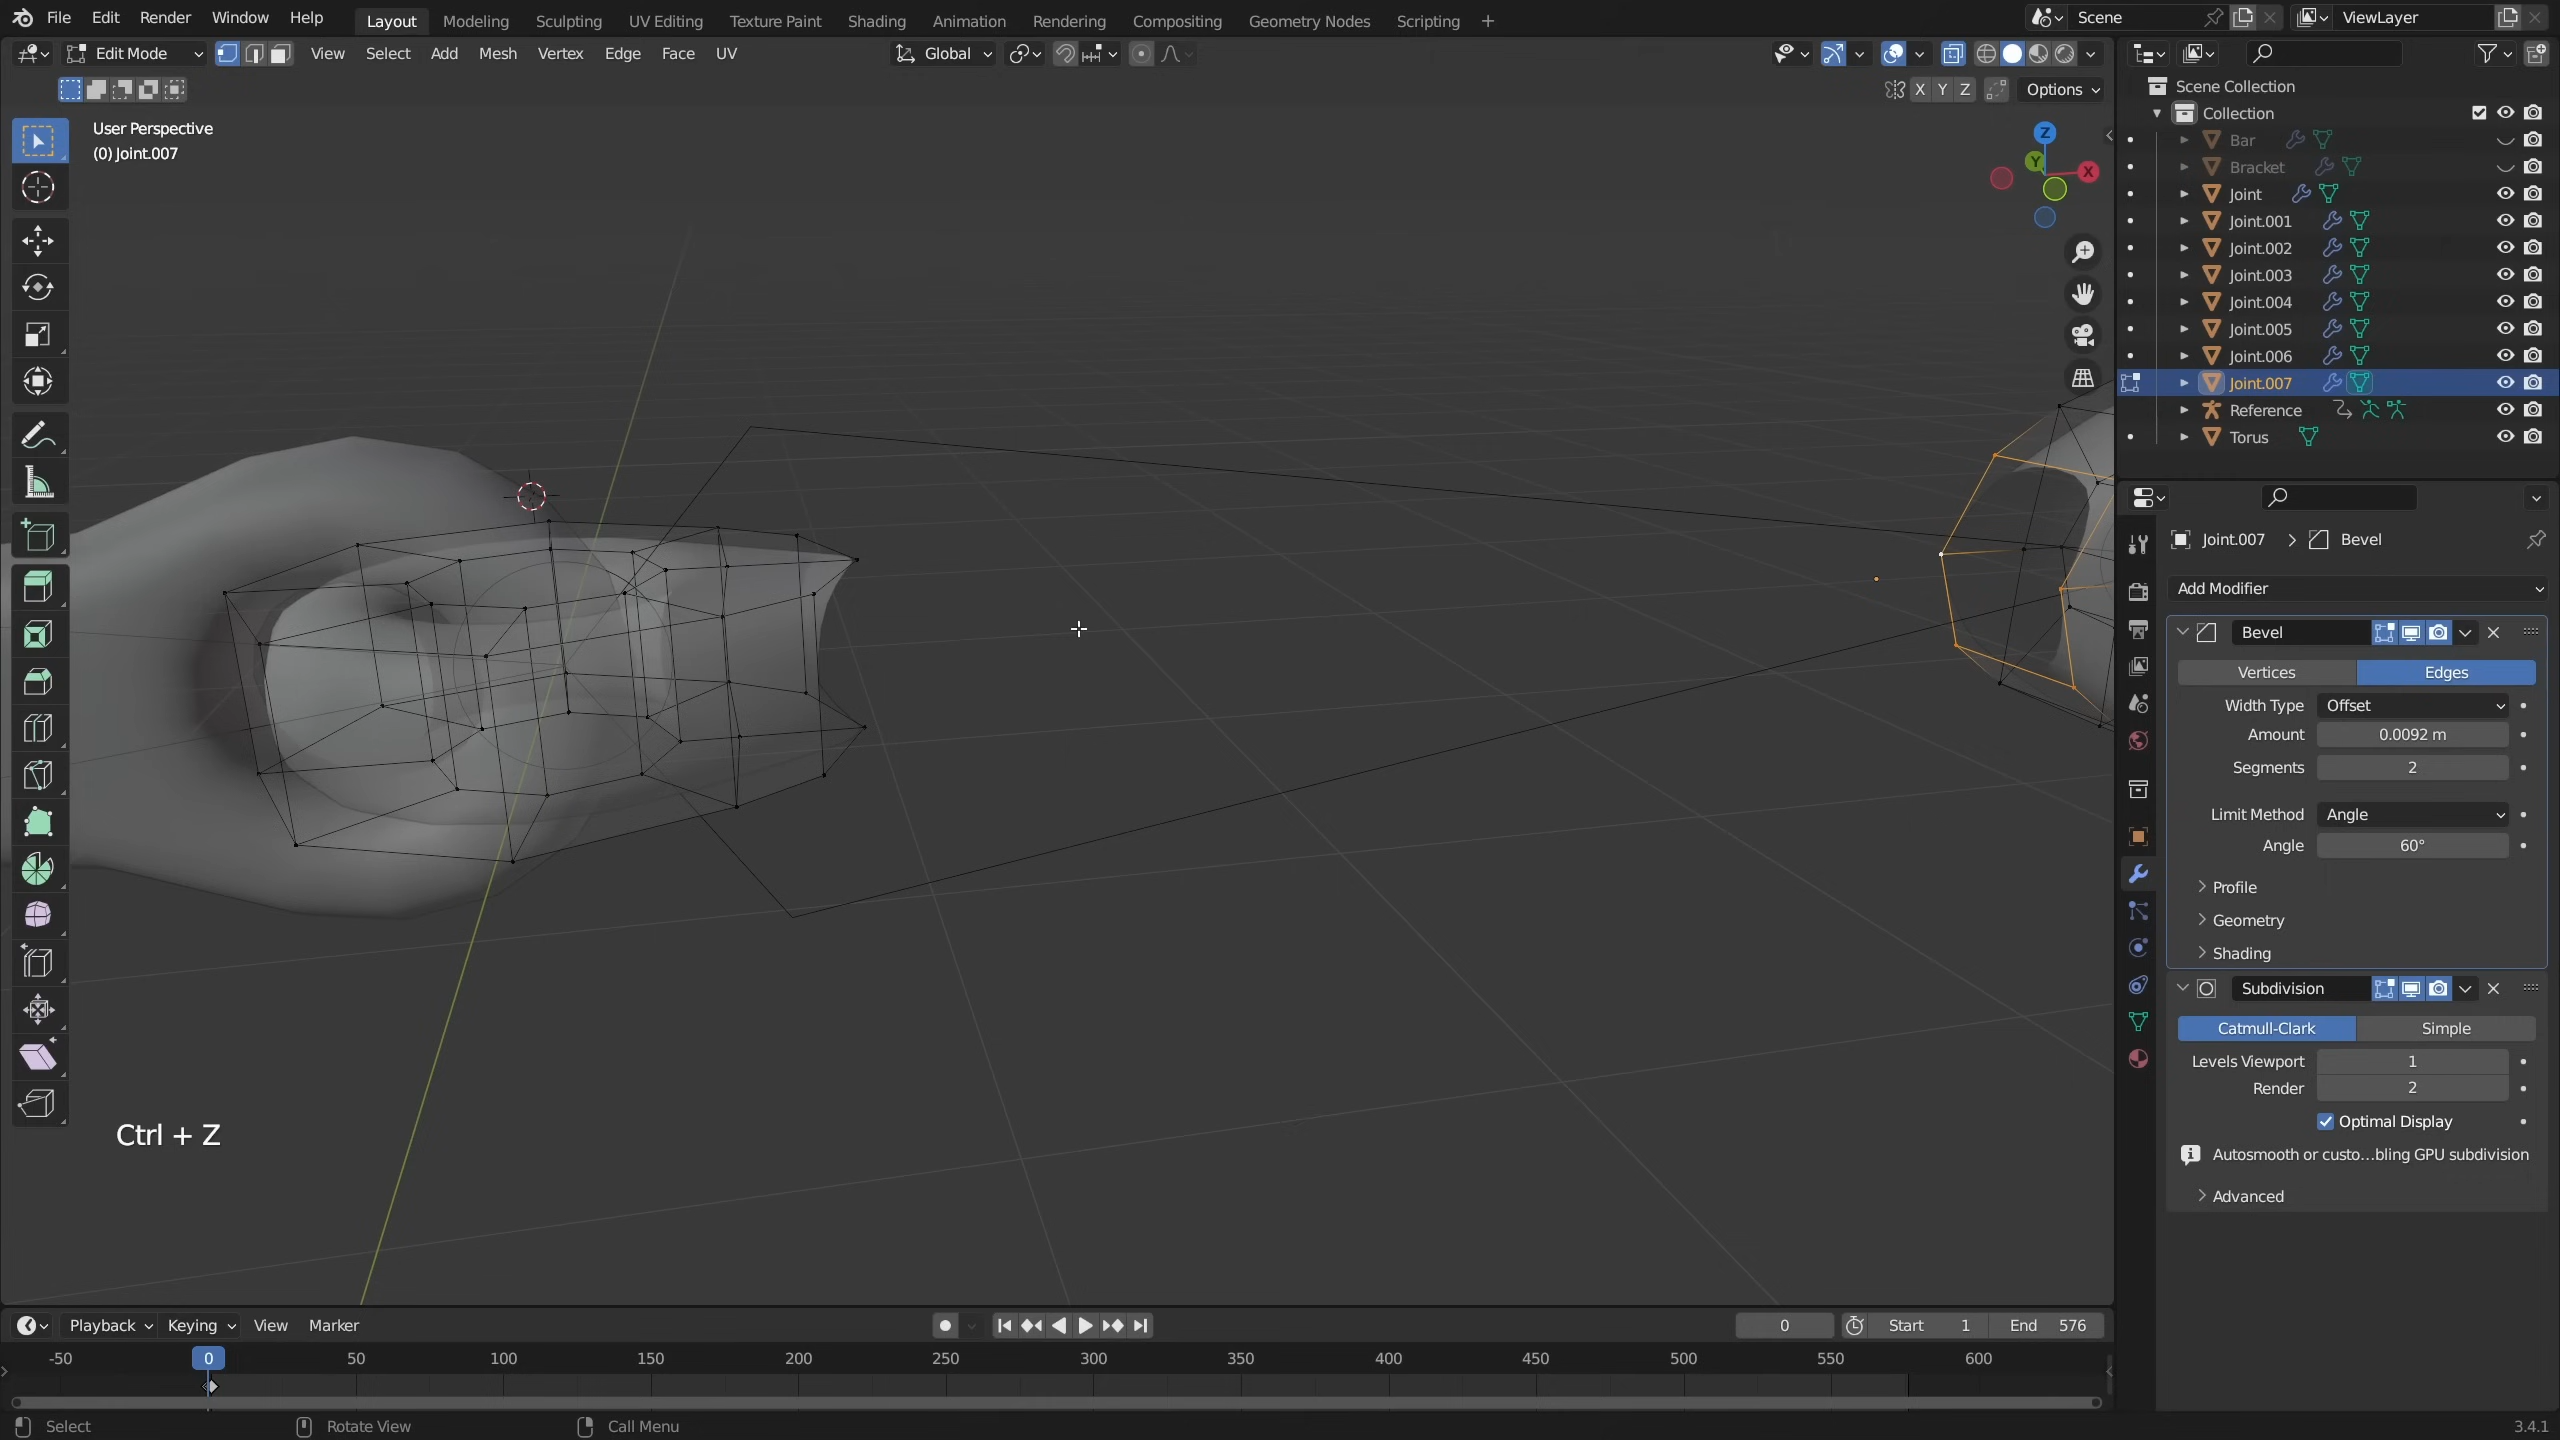 File Edit Render Window Help Layout Modeling Sculpting UV Editing Texture Paint Shading Animation Rendering Compositing Geometry Nodes Scripting + Scene ViewLayer
Edit Mode View Select Add Mesh Vertex Edge Face UV Global
X Y Z Options
User Perspective
(0) Joint.007
Z
Y
X
Scene Collection
Collection
Bar
Bracket
Joint
Joint.001
Joint.002
Joint.003
Joint.004
Joint.005
Joint.006
Joint.007
Reference
Torus
Joint.007 > Bevel
Add Modifier
Bevel
Vertices Edges
Width Type Offset
Amount 0.0092 m
Segments 2
Limit Method Angle
Angle 60°
Profile
Geometry
Shading
Subdivision
Catmull-Clark Simple
Levels Viewport 1
Render 2
Optimal Display
Autosmooth or custo...bling GPU subdivision
Advanced
Ctrl + Z
Playback Keying View Marker 0 Start 1 End 576
-50 0 50 100 150 200 250 300 350 400 450 500 550 600
Select Rotate View Call Menu 3.4.1